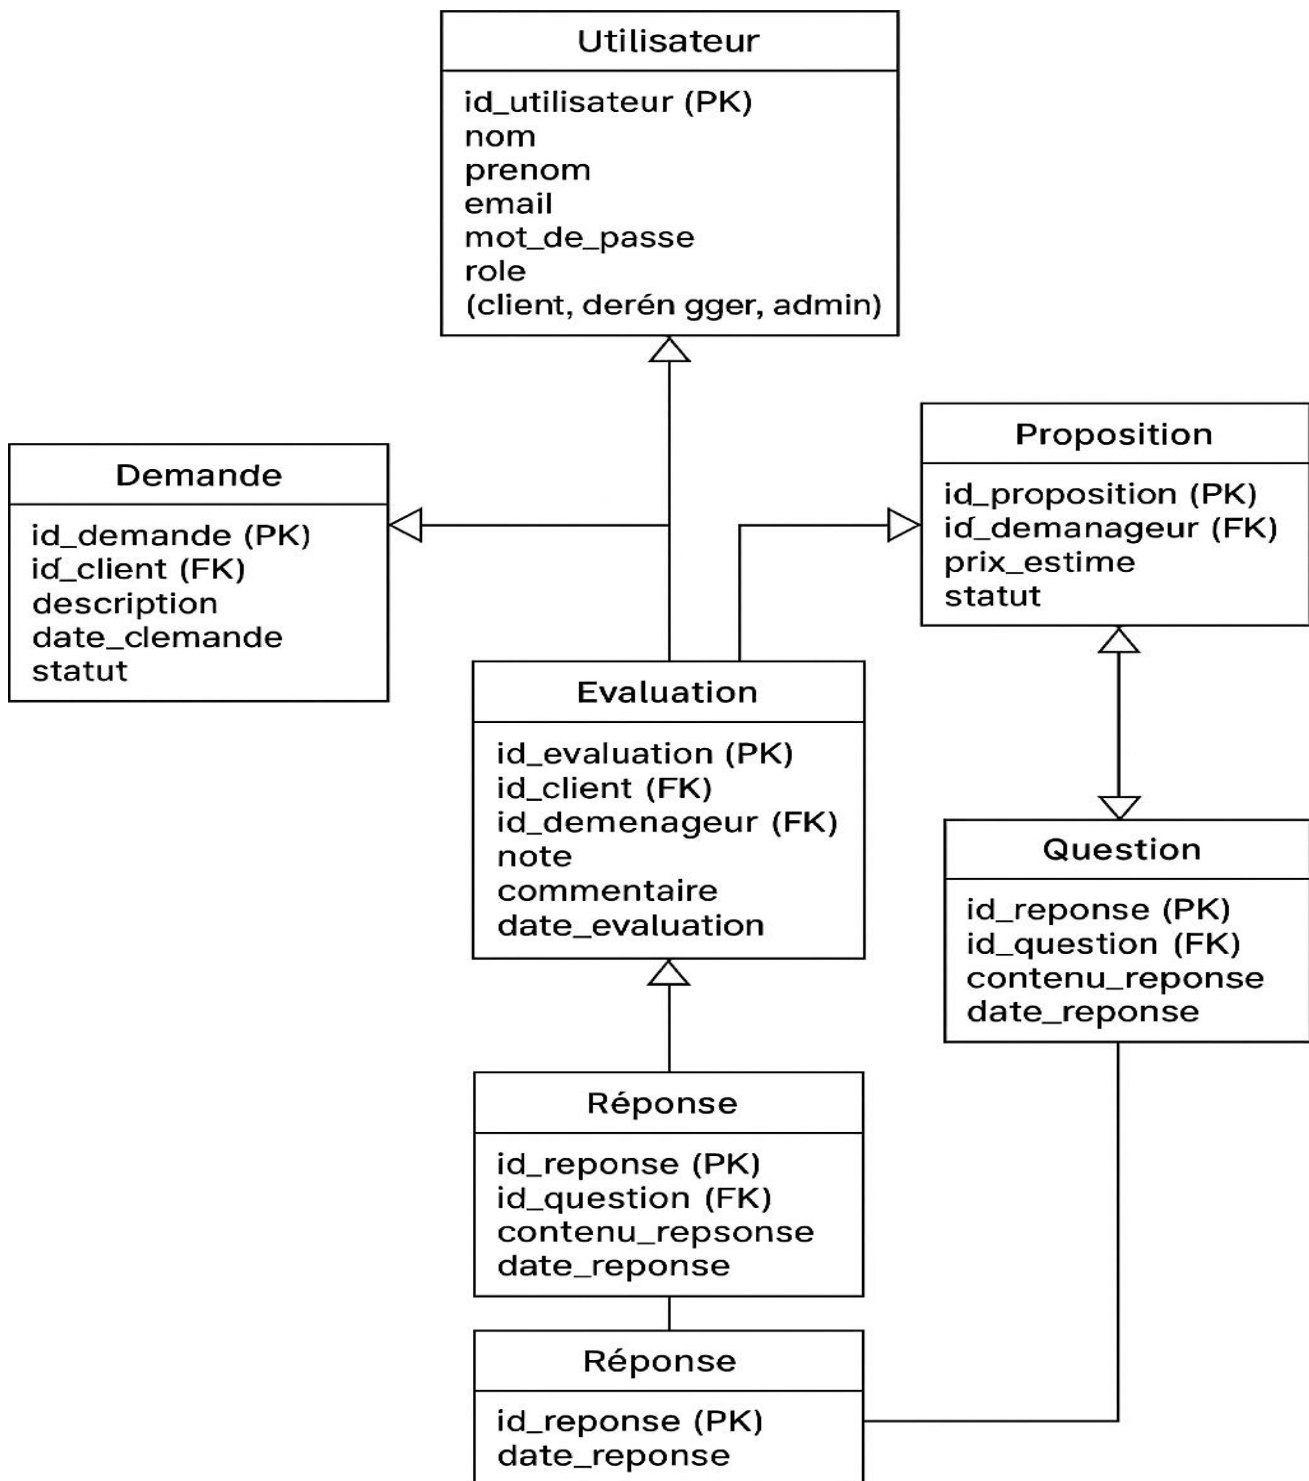 Utilisateur
id_utilisateur (PK)
nom
prenom
email
mot_de_passe
role
(client, derén gger, admin)
Demande
id_demande (PK)
id_client (FK)
description
date_clemande
statut
Proposition
id_proposition (PK)
id_demanageur (FK)
prix_estime
statut
Evaluation
id_evaluation (PK)
id_client (FK)
id_demenageur (FK)
note
commentaire
date_evaluation
Question
id_reponse (PK)
id_question (FK)
contenu_reponse
date_reponse
Réponse
id_reponse (PK)
id_question (FK)
contenu_repsonse
date_reponse
Réponse
id_reponse (PK)
date_reponse